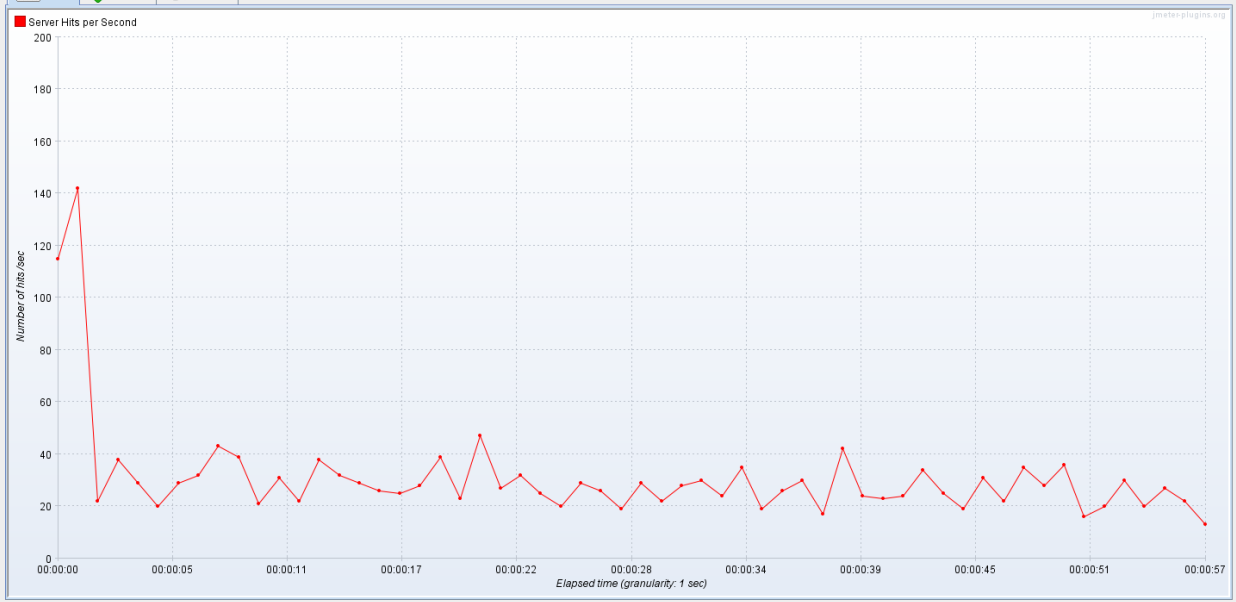 Server Hits per Second
jmeter-plugins.org
200
180
160
140
120
100
80
60
40
20
0
Number of hits /sec
00:00:00 00:00:05 00:00:11 00:00:17 00:00:22 00:00:28 00:00:34 00:00:39 00:00:45 00:00:51 00:00:57
Elapsed time (granularity: 1 sec)